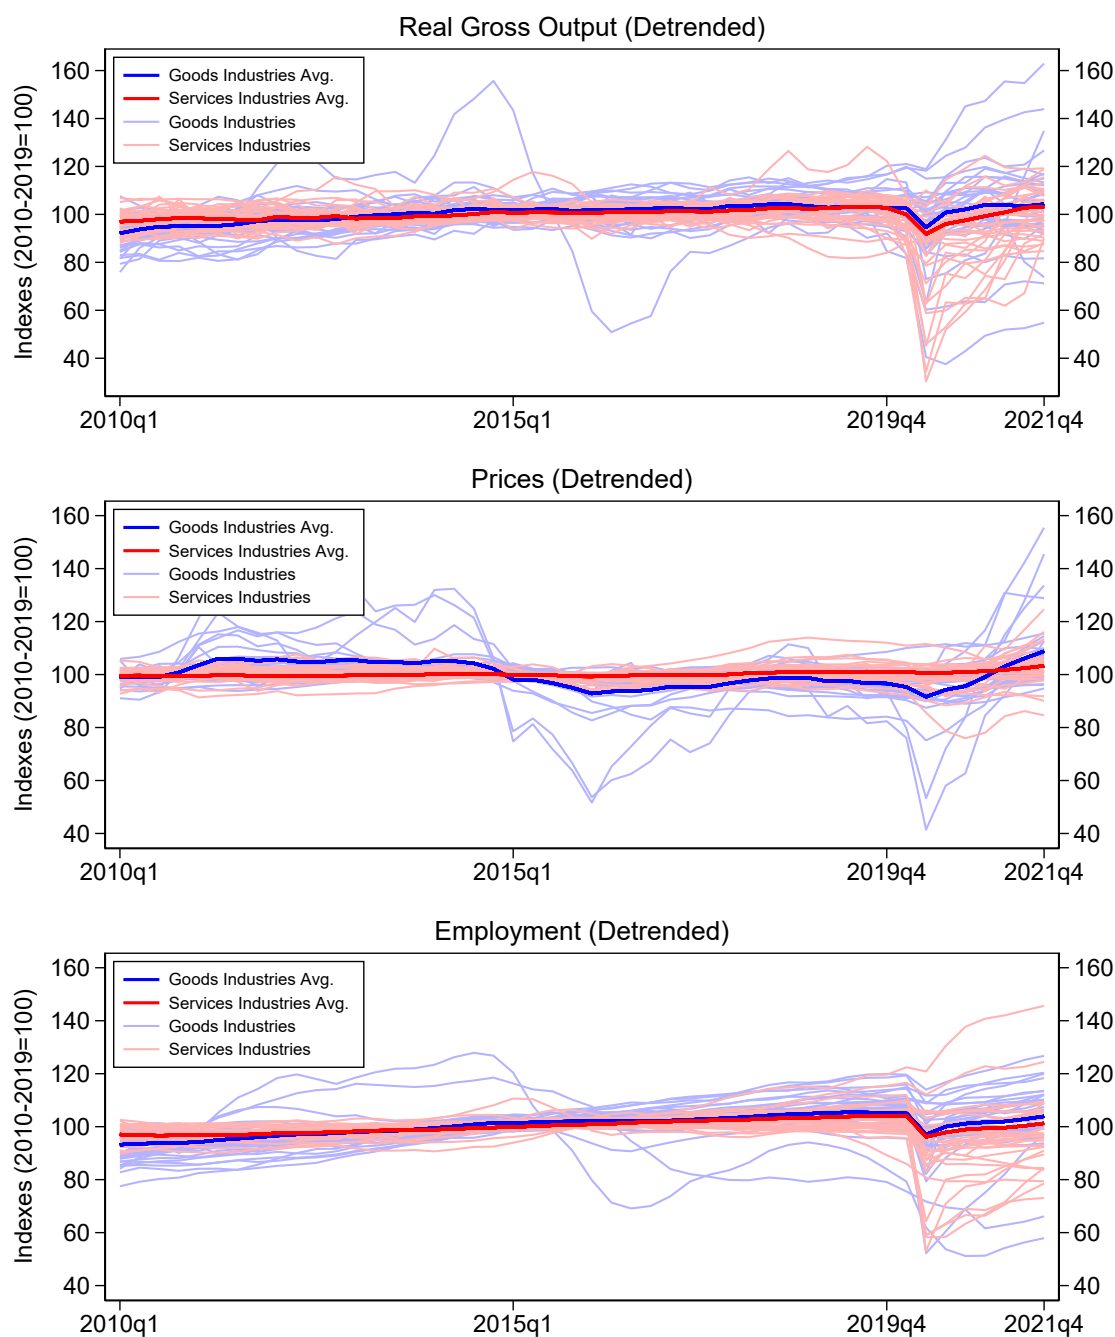 Real Gross Output (Detrended)
Indexes (2010-2019=100)
160
140
120
100
80
60
40
Goods Industries Avg.
Services Industries Avg.
Goods Industries
Services Industries
160
140
120
100
80
60
40
2010q1 2015q1 2019q4 2021q4
Prices (Detrended)
Indexes (2010-2019=100)
160
140
120
100
80
60
40
Goods Industries Avg.
Services Industries Avg.
Goods Industries
Services Industries
160
140
120
100
80
60
40
2010q1 2015q1 2019q4 2021q4
Employment (Detrended)
Indexes (2010-2019=100)
160
140
120
100
80
60
40
Goods Industries Avg.
Services Industries Avg.
Goods Industries
Services Industries
160
140
120
100
80
60
40
2010q1 2015q1 2019q4 2021q4